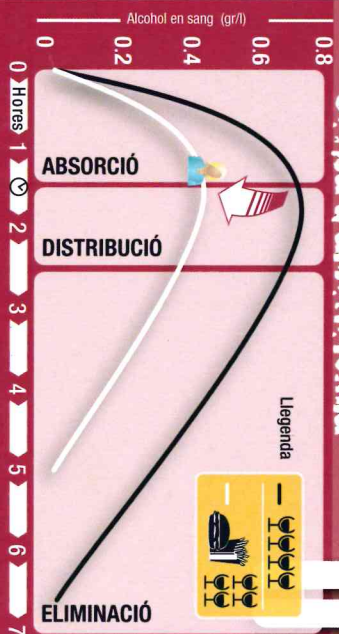 Alcohol en sang (gr/l)
0 0.2 0.4 0.6 0.8
0 Hores 1 2 3 4 5 6 7
ABSORCIÓ
DISTRIBUCIÓ
ELIMINACIÓ
Llegenda